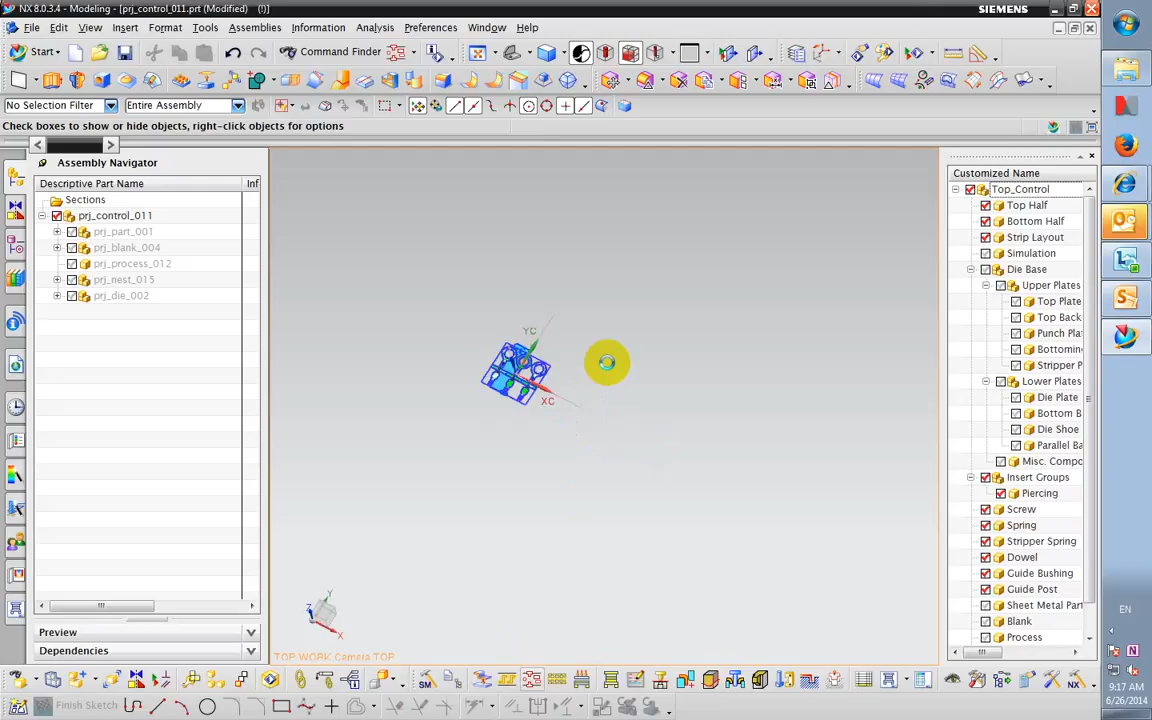 NX 8.0.3.4 - Modeling - [prj_control_011.prt (Modified) (!)]
SIEMENS
File Edit View Insert Format Tools Assemblies Information Analysis Preferences Window Help
Start Command Finder
No Selection Filter Entire Assembly
Check boxes to show or hide objects, right-click objects for options
Assembly Navigator
Descriptive Part Name Inf
Sections
prj_control_011
prj_part_001
prj_blank_004
prj_process_012
prj_nest_015
prj_die_002
Preview
Dependencies
YC
XC
Z
Y
X
TOP WORK Camera TOP
Customized Name
Top_Control
Top Half
Bottom Half
Strip Layout
Simulation
Die Base
Upper Plates
Top Plate
Top Back
Punch Pla
Bottoming
Stripper P
Lower Plates
Die Plate
Bottom B
Die Shoe
Parallel Ba
Misc. Compo
Insert Groups
Piercing
Screw
Spring
Stripper Spring
Dowel
Guide Bushing
Guide Post
Sheet Metal Part
Blank
Process
SM
NX
Finish Sketch
EN
9:17 AM
6/26/2014